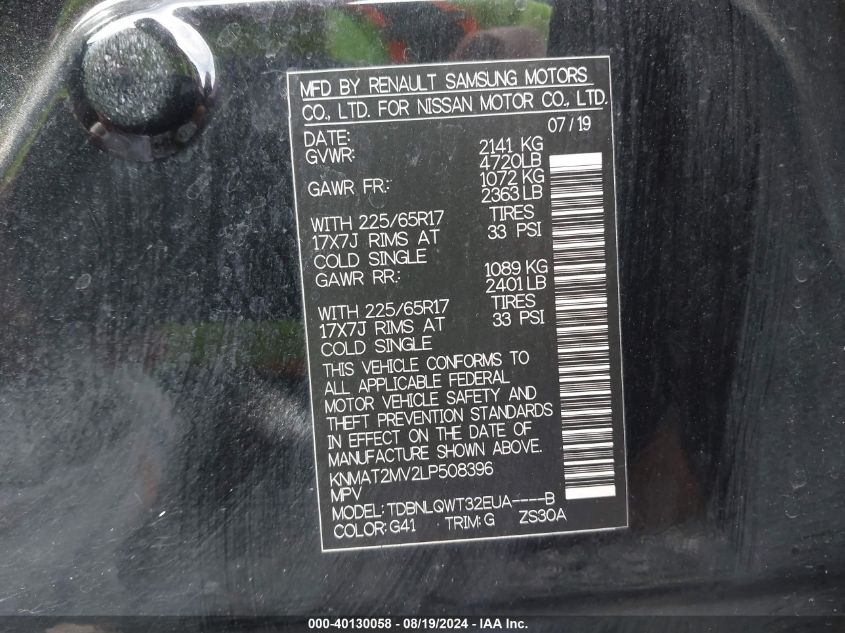 MFD BY RENAULT SAMSUNG MOTORS
CO., LTD. FOR NISSAN MOTOR CO., LTD.
DATE: 07/19
GVWR: 2141 KG
4720LB
GAWR FR.: 1072 KG
2363 LB
WITH 225/65R17 TIRES
17X7J RIMS AT 33 PSI
COLD SINGLE
GAWR RR.: 1089 KG
2401 LB
WITH 225/65R17 TIRES
17X7J RIMS AT 33 PSI
COLD SINGLE
THIS VEHICLE CONFORMS TO
ALL APPLICABLE FEDERAL
MOTOR VEHICLE SAFETY AND
THEFT PREVENTION STANDARDS
IN EFFECT ON THE DATE OF
MANUFACTURE SHOWN ABOVE.
KNMAT2MV2LP508396
MPV
MODEL: TDBNLQWT32EUA----B
COLOR: G41 TRIM: G ZS30A
000-40130058 - 08/19/2024 - IAA Inc.